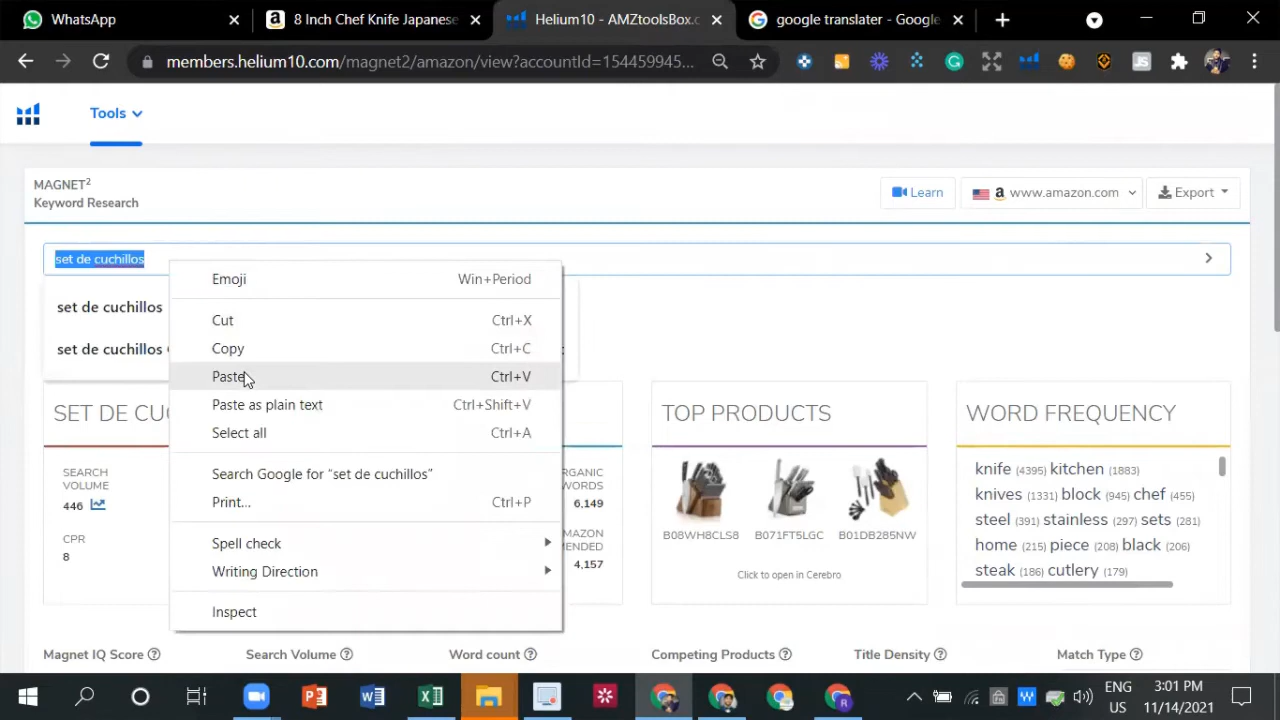 WhatsApp
8 Inch Chef Knife Japanese
Helium10 - AMZtoolsBox.c
google translater - Google
members.helium10.com/magnet2/amazon/view?accountId=154459945...
Tools
MAGNET²
Keyword Research
Learn
www.amazon.com
Export
set de cuchillos
set de cuchillos
set de cuchillos
Emoji Win+Period
Cut Ctrl+X
Copy Ctrl+C
Paste Ctrl+V
Paste as plain text Ctrl+Shift+V
Select all Ctrl+A
Search Google for “set de cuchillos”
Print... Ctrl+P
Spell check
Writing Direction
Inspect
SET DE CU
SEARCH
VOLUME
446
CPR
8
RGANIC
WORDS
6,149
MAZON
MENDED
4,157
TOP PRODUCTS
B08WH8CLS8 B071FT5LGC B01DB285NW
Click to open in Cerebro
WORD FREQUENCY
knife (4395) kitchen (1883)
knives (1331) block (945) chef (455)
steel (391) stainless (297) sets (281)
home (215) piece (208) black (206)
steak (186) cutlery (179)
Magnet IQ Score
Search Volume
Word count
Competing Products
Title Density
Match Type
ENG
US
3:01 PM
11/14/2021